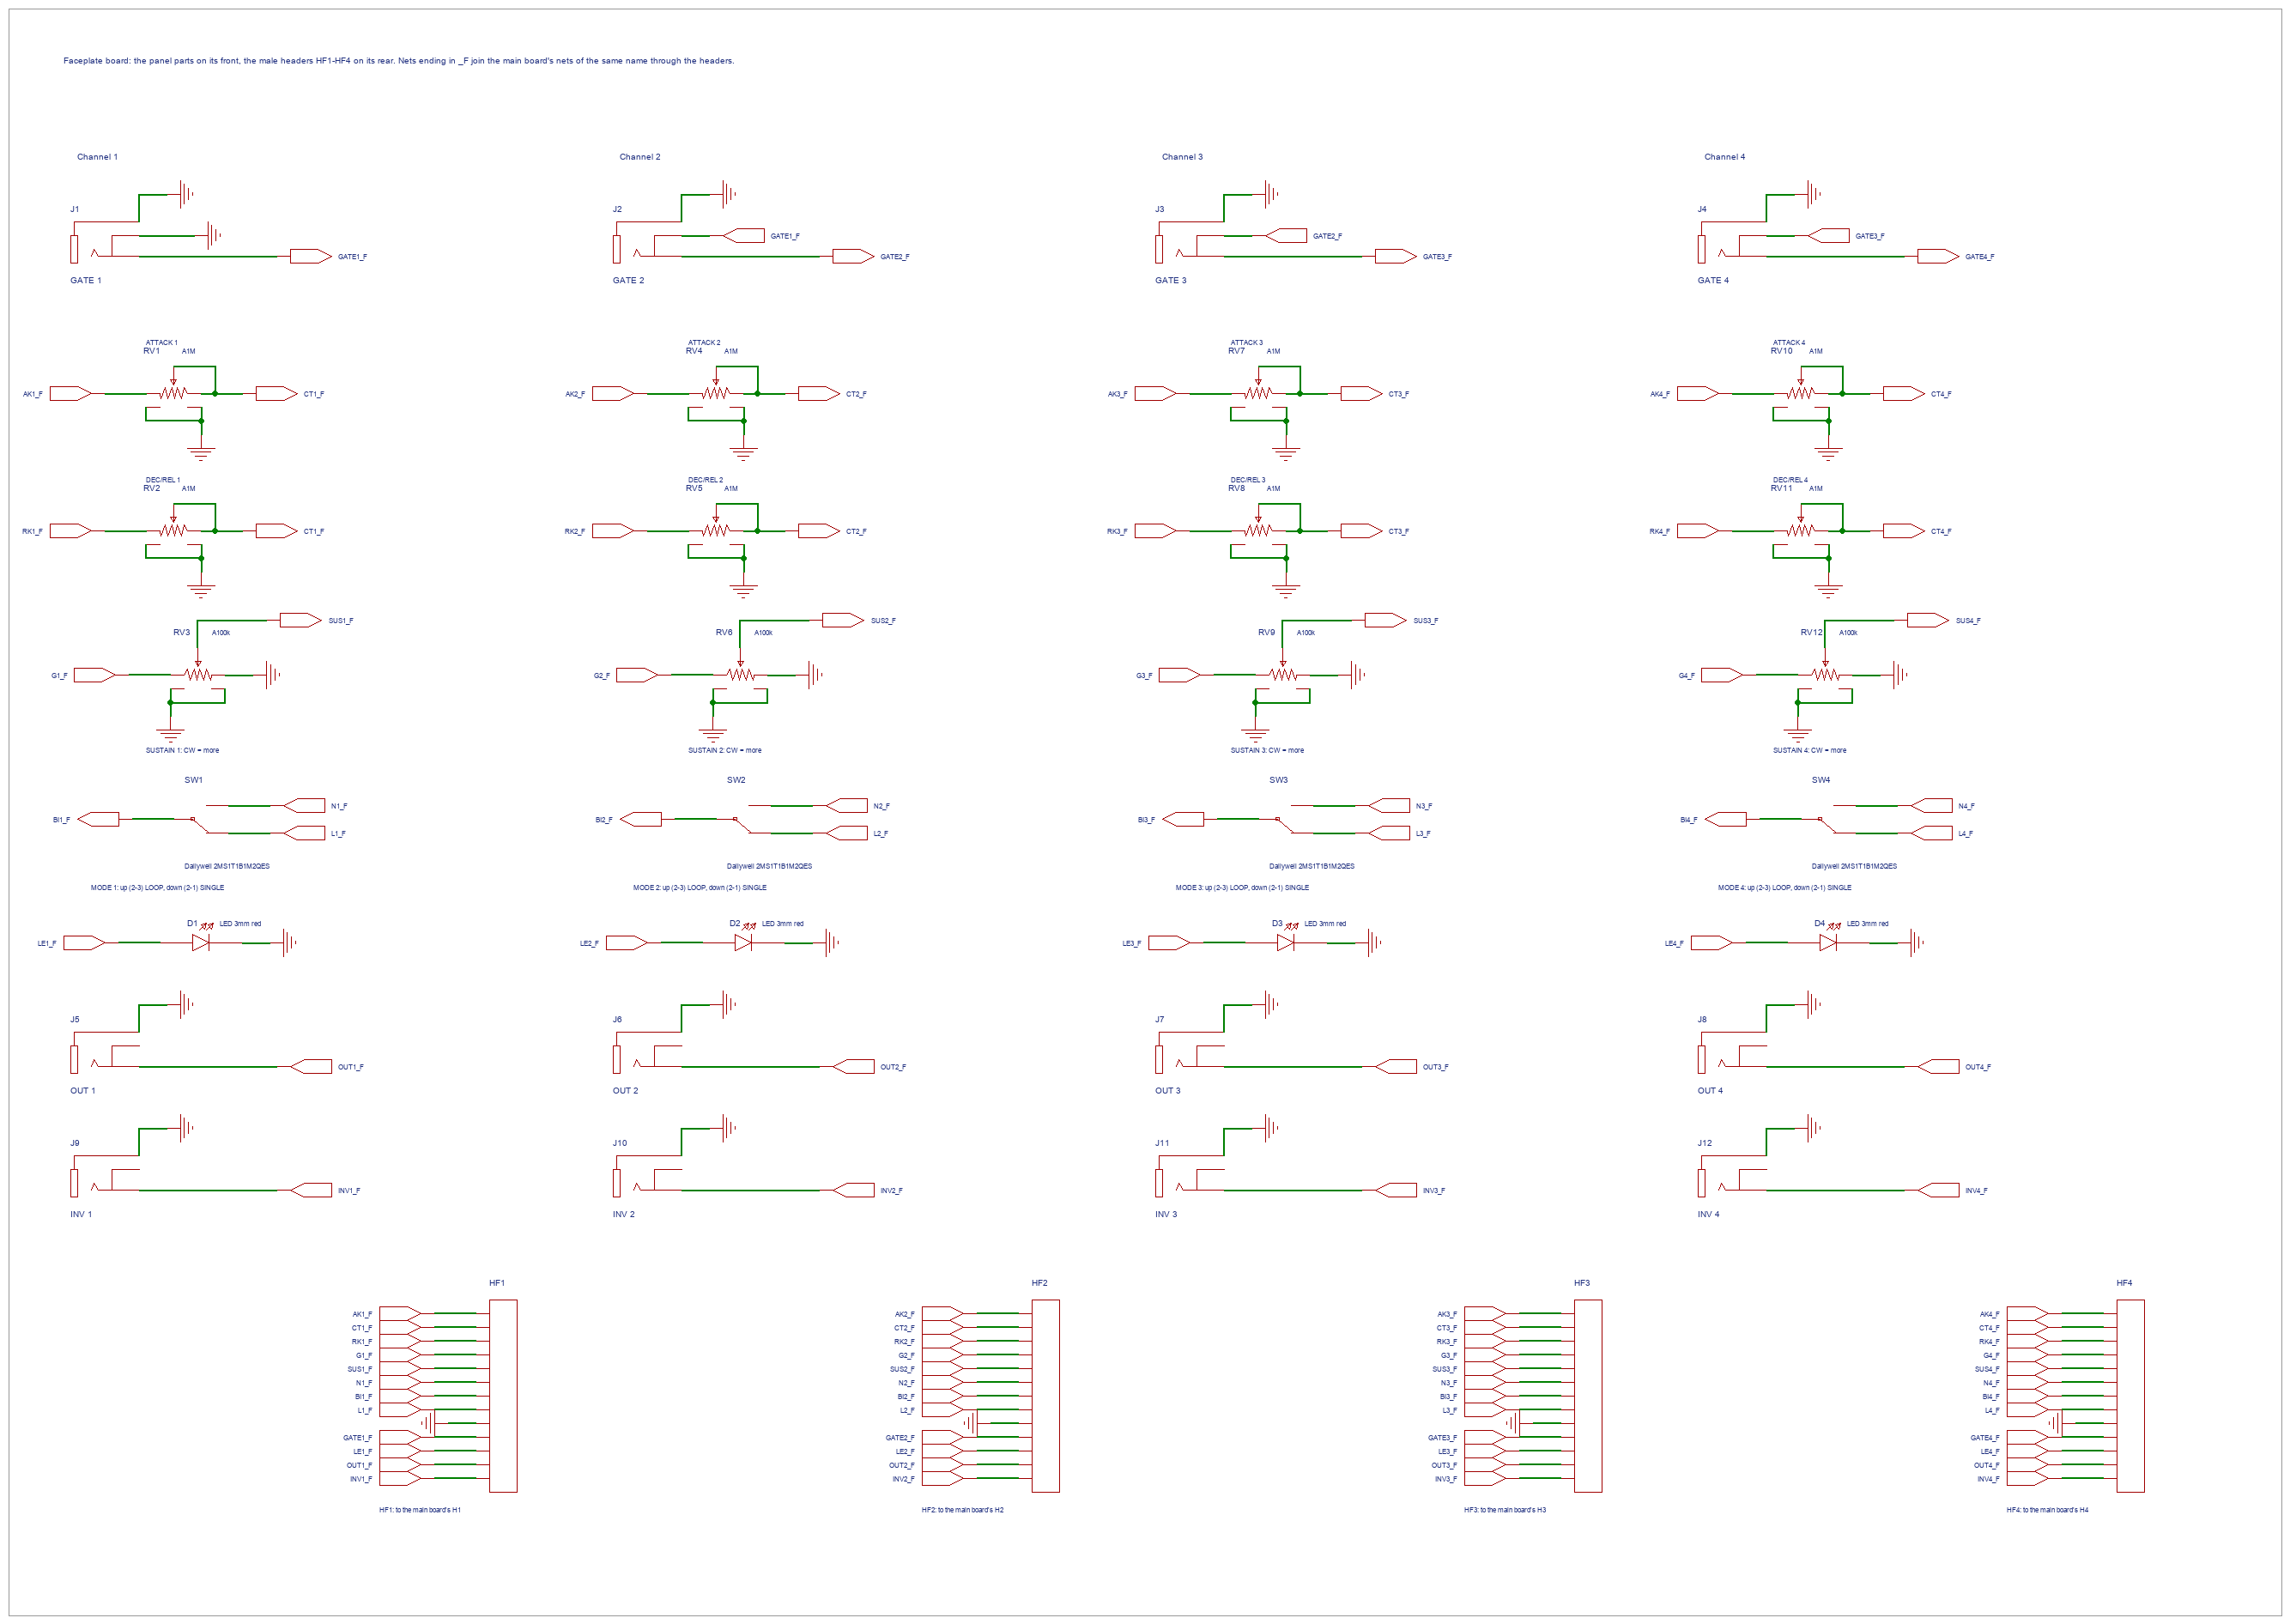 Faceplate board: the panel parts on its front, the male headers HF1-HF4 on its rear. Nets ending in _F join the main board's nets of the same name through the headers.
Channel 1 Channel 2 Channel 3 Channel 4
J1 J2 J3 J4
GATE1_F GATE2_F GATE3_F
GATE1_F GATE2_F GATE3_F GATE4_F
GATE 1 GATE 2 GATE 3 GATE 4
ATTACK 1 ATTACK 2 ATTACK 3 ATTACK 4
RV1 A1M RV4 A1M RV7 A1M RV10 A1M
AK1_F CT1_F AK2_F CT2_F AK3_F CT3_F AK4_F CT4_F
DEC/REL 1 DEC/REL 2 DEC/REL 3 DEC/REL 4
RV2 A1M RV5 A1M RV8 A1M RV11 A1M
RK1_F CT1_F RK2_F CT2_F RK3_F CT3_F RK4_F CT4_F
SUS1_F SUS2_F SUS3_F SUS4_F
RV3 A100k RV6 A100k RV9 A100k RV12 A100k
G1_F G2_F G3_F G4_F
SUSTAIN 1: CW = more SUSTAIN 2: CW = more SUSTAIN 3: CW = more SUSTAIN 4: CW = more
SW1 SW2 SW3 SW4
N1_F N2_F N3_F N4_F
BI1_F BI2_F BI3_F BI4_F
L1_F L2_F L3_F L4_F
Dailywell 2MS1T1B1M2QES Dailywell 2MS1T1B1M2QES Dailywell 2MS1T1B1M2QES Dailywell 2MS1T1B1M2QES
MODE 1: up (2-3) LOOP, down (2-1) SINGLE MODE 2: up (2-3) LOOP, down (2-1) SINGLE MODE 3: up (2-3) LOOP, down (2-1) SINGLE MODE 4: up (2-3) LOOP, down (2-1) SINGLE
D1 LED 3mm red D2 LED 3mm red D3 LED 3mm red D4 LED 3mm red
LE1_F LE2_F LE3_F LE4_F
J5 J6 J7 J8
OUT1_F OUT2_F OUT3_F OUT4_F
OUT 1 OUT 2 OUT 3 OUT 4
J9 J10 J11 J12
INV1_F INV2_F INV3_F INV4_F
INV 1 INV 2 INV 3 INV 4
HF1 HF2 HF3 HF4
AK1_F AK2_F AK3_F AK4_F
CT1_F CT2_F CT3_F CT4_F
RK1_F RK2_F RK3_F RK4_F
G1_F G2_F G3_F G4_F
SUS1_F SUS2_F SUS3_F SUS4_F
N1_F N2_F N3_F N4_F
BI1_F BI2_F BI3_F BI4_F
L1_F L2_F L3_F L4_F
GATE1_F GATE2_F GATE3_F GATE4_F
LE1_F LE2_F LE3_F LE4_F
OUT1_F OUT2_F OUT3_F OUT4_F
INV1_F INV2_F INV3_F INV4_F
HF1: to the main board's H1 HF2: to the main board's H2 HF3: to the main board's H3 HF4: to the main board's H4